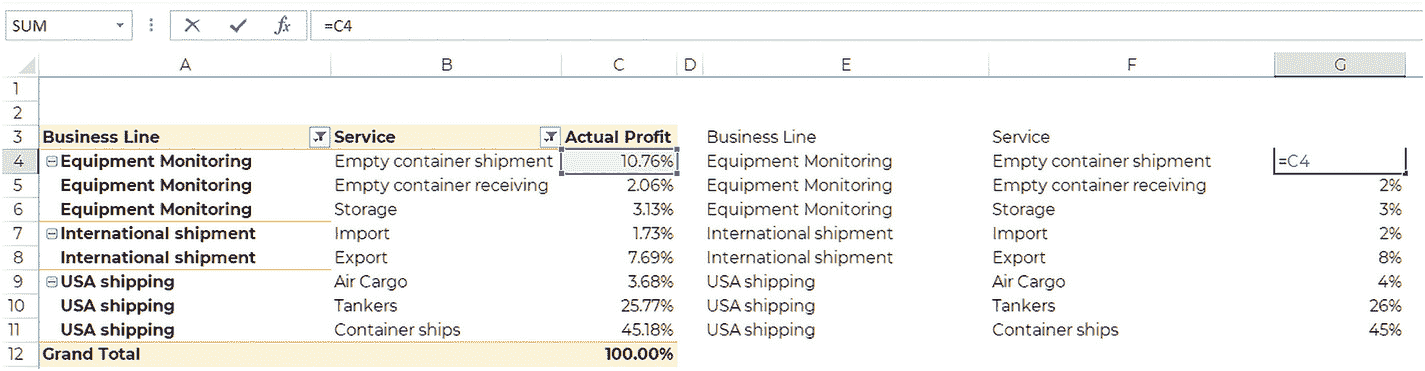 SUM fx =C4
A B C D E F G
1
2
3 Business Line Service Actual Profit Business Line Service
4 Equipment Monitoring Empty container shipment 10.76% Equipment Monitoring Empty container shipment =C4
5 Equipment Monitoring Empty container receiving 2.06% Equipment Monitoring Empty container receiving 2%
6 Equipment Monitoring Storage 3.13% Equipment Monitoring Storage 3%
7 International shipment Import 1.73% International shipment Import 2%
8 International shipment Export 7.69% International shipment Export 8%
9 USA shipping Air Cargo 3.68% USA shipping Air Cargo 4%
10 USA shipping Tankers 25.77% USA shipping Tankers 26%
11 USA shipping Container ships 45.18% USA shipping Container ships 45%
12 Grand Total 100.00%